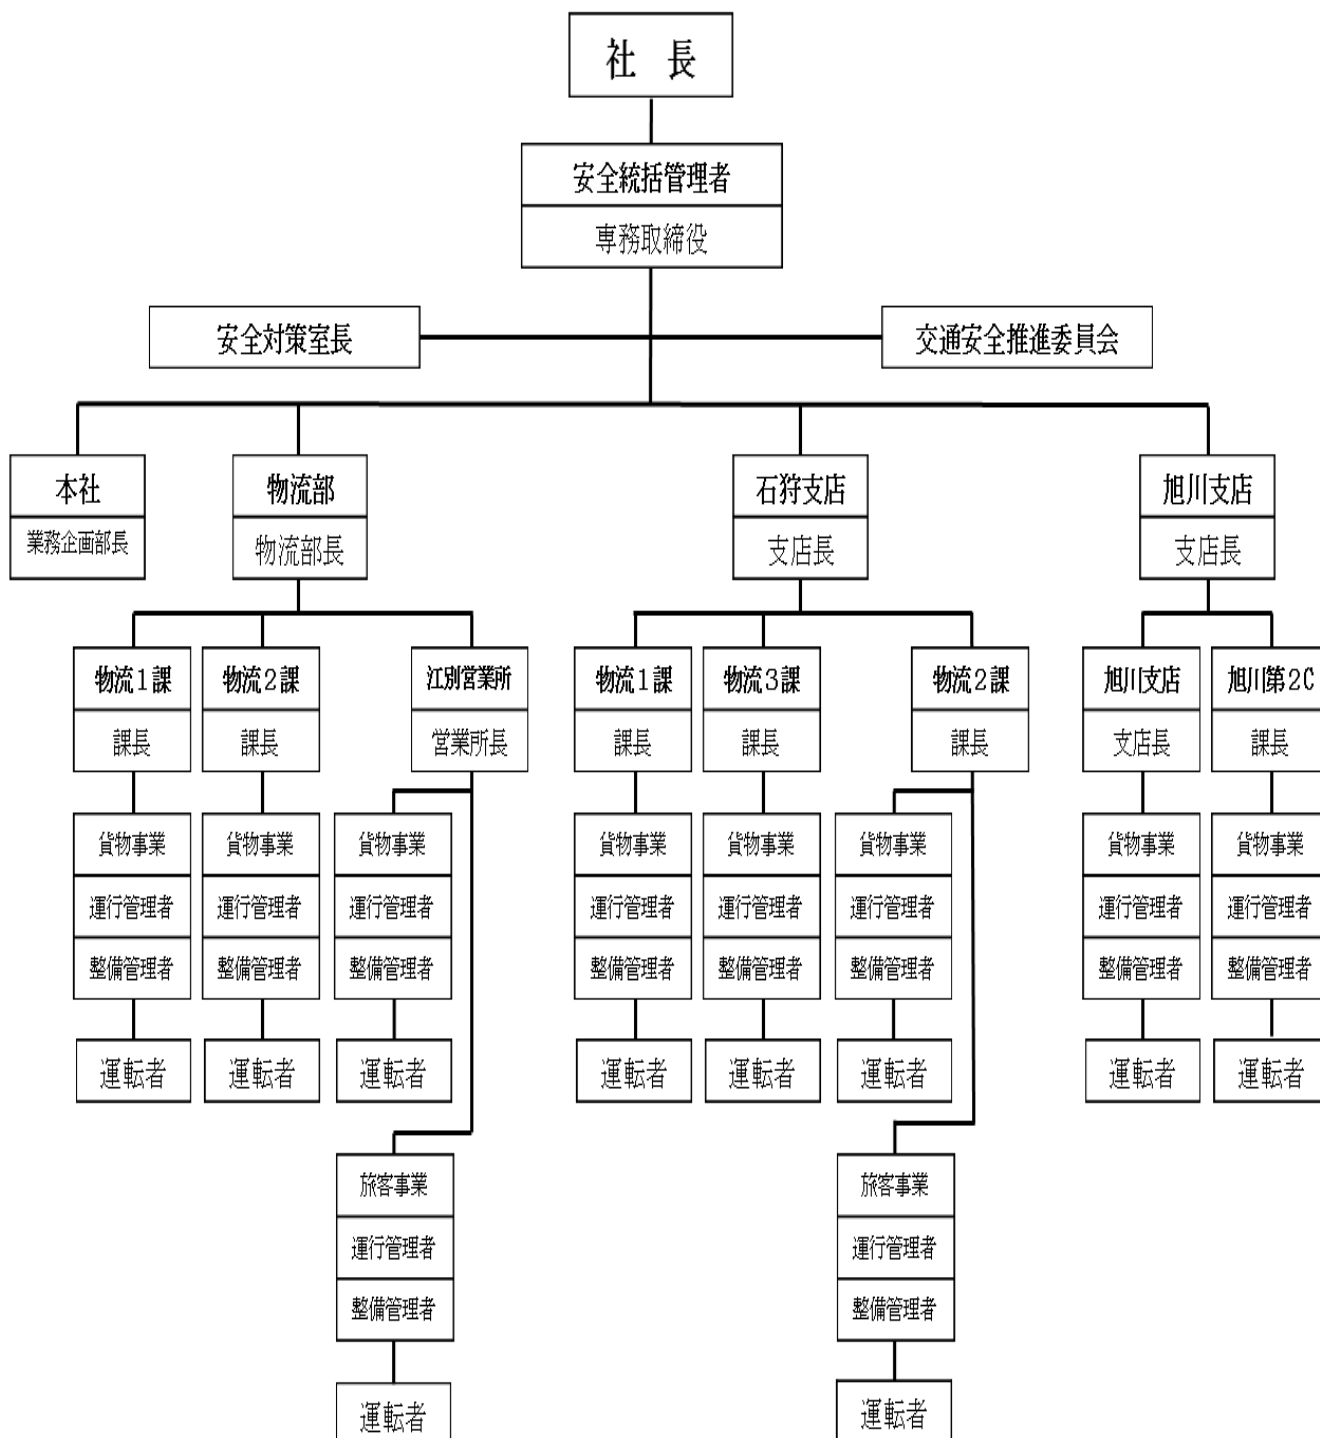 社 長
安全統括管理者
専務取締役
安全対策室長
交通安全推進委員会
本社
業務企画部長
物流部
物流部長
石狩支店
支店長
旭川支店
支店長
物流1課
課長
物流2課
課長
江別営業所
営業所長
物流1課
課長
物流3課
課長
物流2課
課長
旭川支店
支店長
旭川第2C
課長
貨物事業
運行管理者
整備管理者
運転者
貨物事業
運行管理者
整備管理者
運転者
貨物事業
運行管理者
整備管理者
運転者
貨物事業
運行管理者
整備管理者
運転者
貨物事業
運行管理者
整備管理者
運転者
貨物事業
運行管理者
整備管理者
運転者
貨物事業
運行管理者
整備管理者
運転者
貨物事業
運行管理者
整備管理者
運転者
旅客事業
運行管理者
整備管理者
運転者
旅客事業
運行管理者
整備管理者
運転者